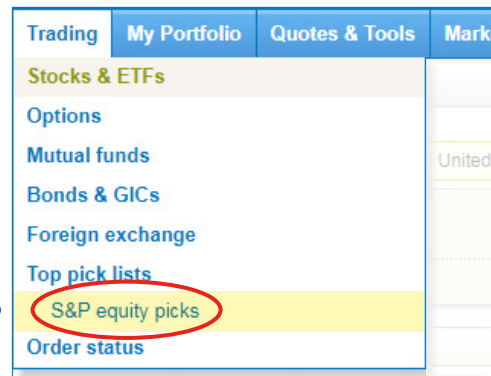 Trading My Portfolio Quotes & Tools Mark
Stocks & ETFs
Options
Mutual funds
United
Bonds & GICs
Foreign exchange
Top pick lists
S&P equity picks
Order status